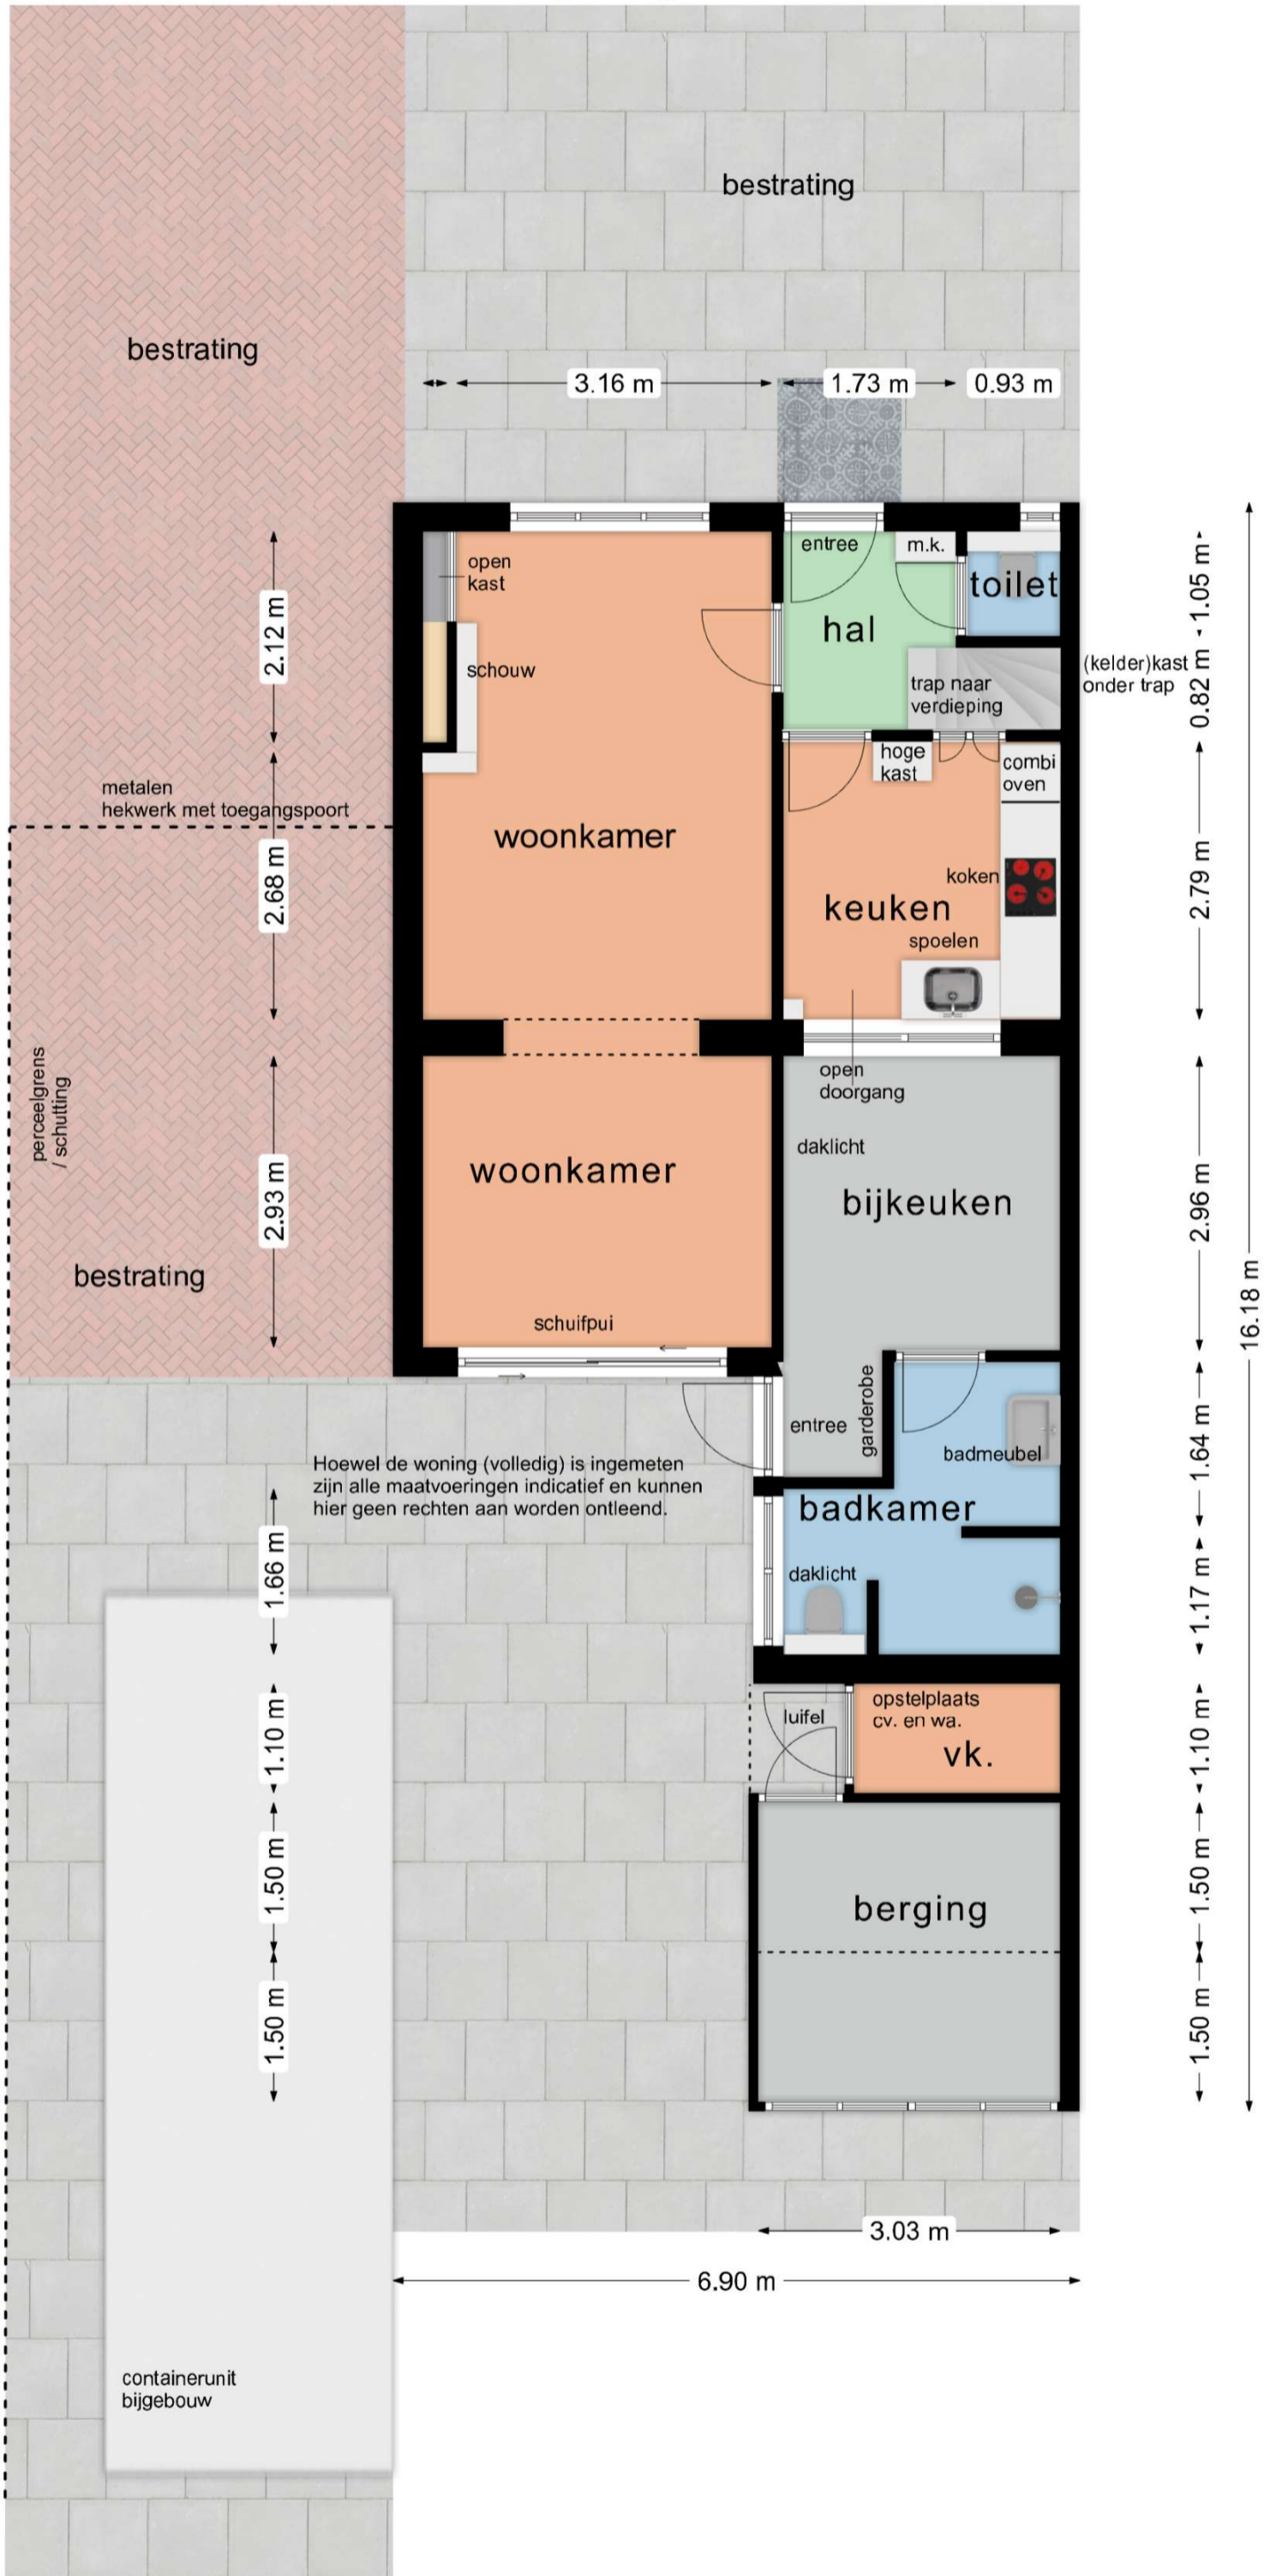 bestrating
bestrating
3.16 m
1.73 m
0.93 m
open
kast
entree
m.k.
toilet
hal
schouw
trap naar
verdieping
(kelder)kast
onder trap
1.05 m
0.82 m
2.12 m
hoge
kast
combi
oven
metalen
hekwerk met toegangspoort
woonkamer
koken
keuken
spoelen
2.68 m
2.79 m
perceelgrens
/ schutting
open
doorgang
daklicht
woonkamer
bijkeuken
2.93 m
2.96 m
bestrating
schuifpui
16.18 m
entree
garderobe
badmeubel
1.64 m
Hoewel de woning (volledig) is ingemeten
zijn alle maatvoeringen indicatief en kunnen
hier geen rechten aan worden ontleend.
badkamer
daklicht
1.66 m
1.17 m
luifel
opstelplaats
cv. en wa.
vk.
1.10 m
1.10 m
1.50 m
1.50 m
berging
1.50 m
1.50 m
3.03 m
6.90 m
containerunit
bijgebouw